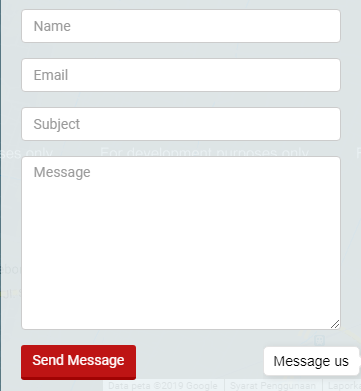 Name
Email
Subject
For development purposes only
Message
Send Message
Message us
Data peta ©2019 Google
Syarat Penggunaan